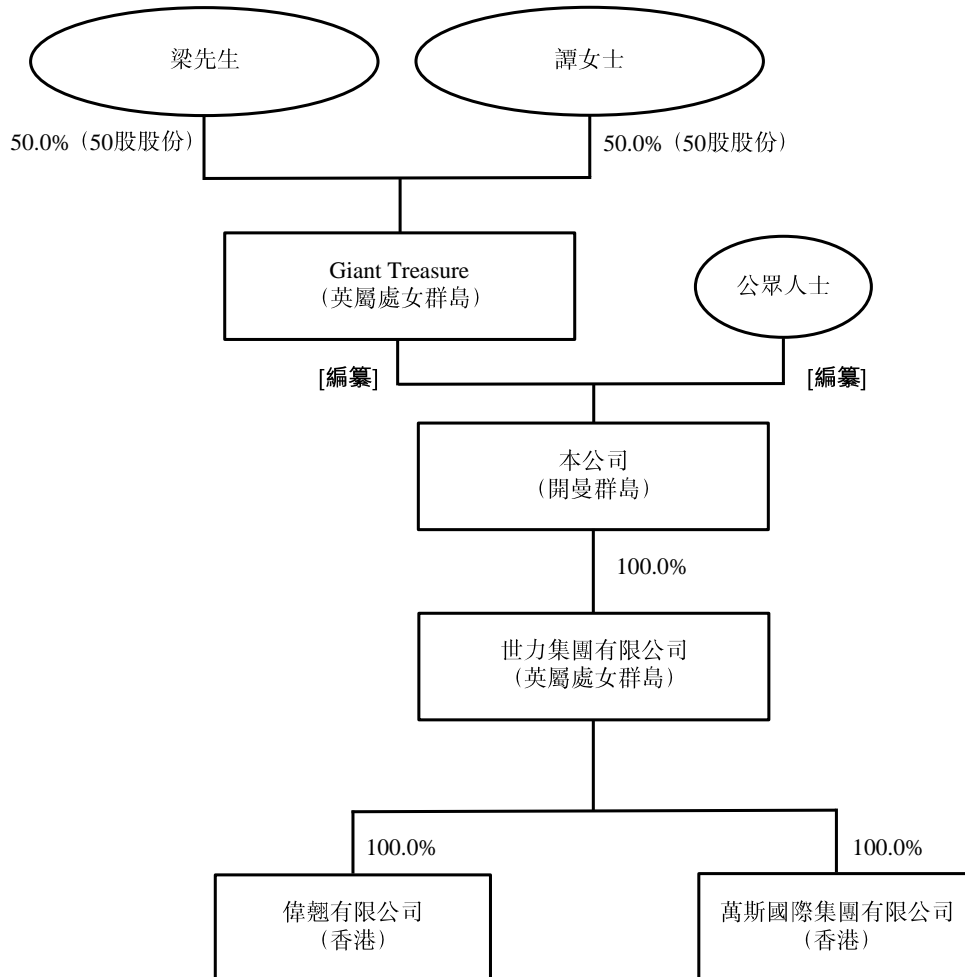 梁先生
譚女士
50.0%（50股股份）
50.0%（50股股份）
Giant Treasure
（英屬處女群島）
公眾人士
[編纂]
[編纂]
本公司
（開曼群島）
100.0%
世力集團有限公司
（英屬處女群島）
100.0%
100.0%
偉翹有限公司
（香港）
萬斯國際集團有限公司
（香港）